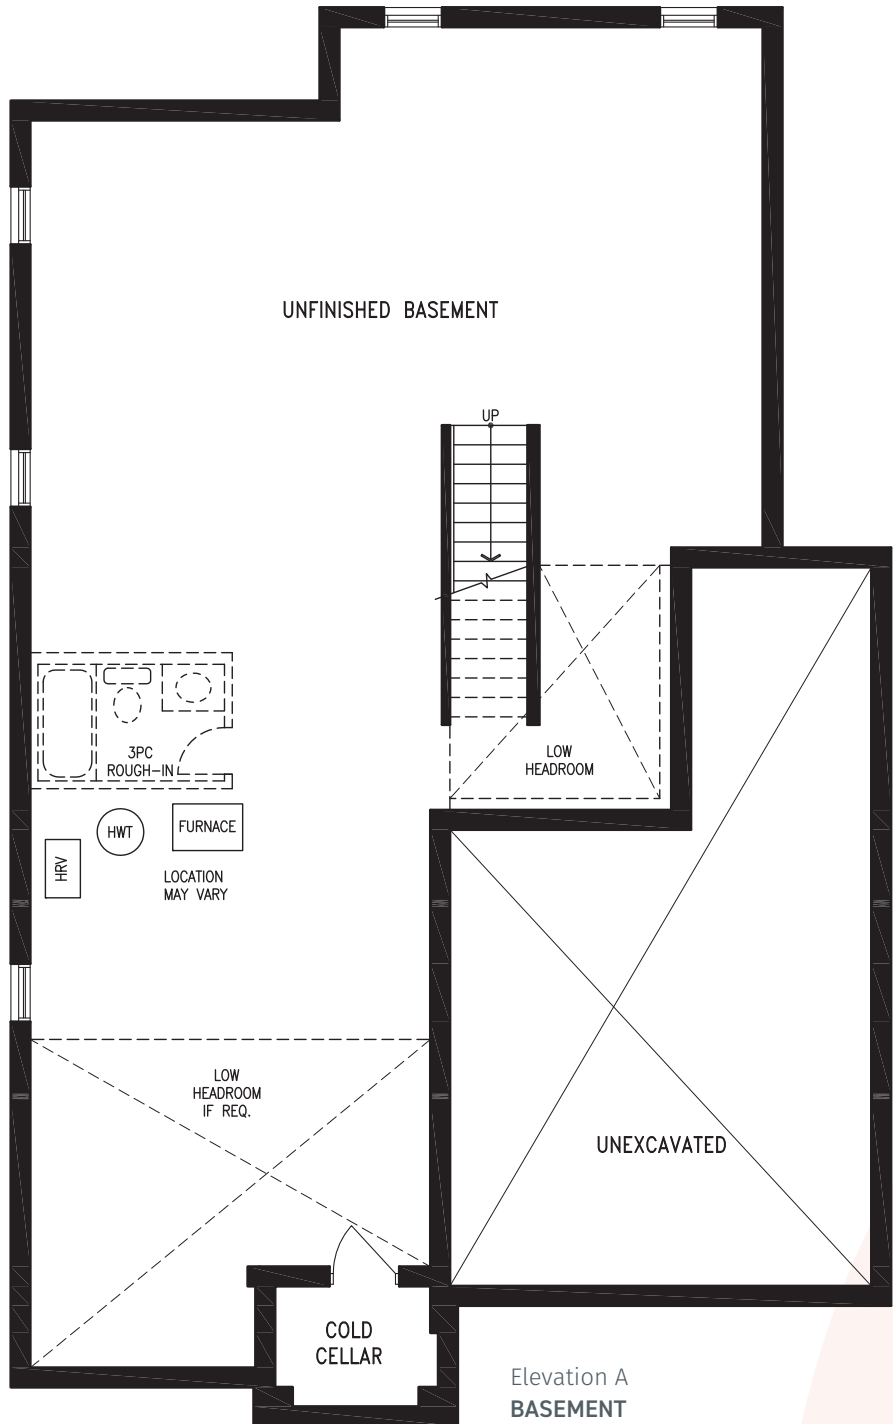 UNFINISHED BASEMENT
UP
3PC
ROUGH-IN
LOW
HEADROOM
HWT
FURNACE
HRV
LOCATION
MAY VARY
LOW
HEADROOM
IF REQ.
UNEXCAVATED
COLD
CELLAR
Elevation A
BASEMENT